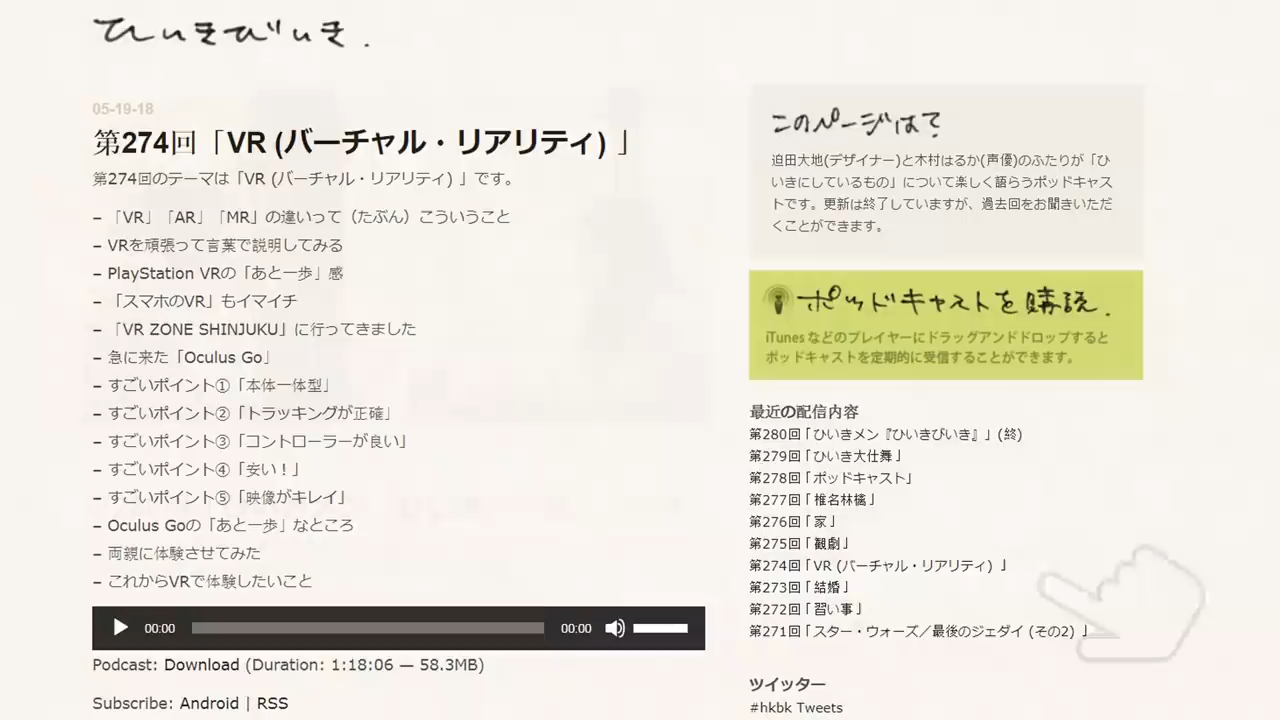 ひいきびいき.
05-19-18
第274回「VR (バーチャル・リアリティ) 」
第274回のテーマは「VR (バーチャル・リアリティ) 」です。
– 「VR」「AR」「MR」の違いって（たぶん）こういうこと
– VRを頑張って言葉で説明してみる
– PlayStation VRの「あと一歩」感
– 「スマホのVR」もイマイチ
– 「VR ZONE SHINJUKU」に行ってきました
– 急に来た「Oculus Go」
– すごいポイント①「本体一体型」
– すごいポイント②「トラッキングが正確」
– すごいポイント③「コントローラーが良い」
– すごいポイント④「安い！」
– すごいポイント⑤「映像がキレイ」
– Oculus Goの「あと一歩」なところ
– 両親に体験させてみた
– これからVRで体験したいこと
00:00
00:00
Podcast: Download (Duration: 1:18:06 — 58.3MB)
Subscribe: Android | RSS
このページは?
迫田大地(デザイナー)と木村はるか(声優)のふたりが「ひ
いきにしているもの」について楽しく語らうポッドキャス
トです。更新は終了していますが、過去回をお聞きいただ
くことができます。
ポッドキャストを購読.
iTunes などのプレイヤーにドラッグアンドドロップすると
ポッドキャストを定期的に受信することができます。
最近の配信内容
第280回「ひいきメン『ひいきびいき』」(終)
第279回「ひいき大仕舞」
第278回「ポッドキャスト」
第277回「椎名林檎」
第276回「家」
第275回「観劇」
第274回「VR (バーチャル・リアリティ) 」
第273回「結婚」
第272回「習い事」
第271回「スター・ウォーズ／最後のジェダイ (その2) 」
ツイッター
#hkbk Tweets